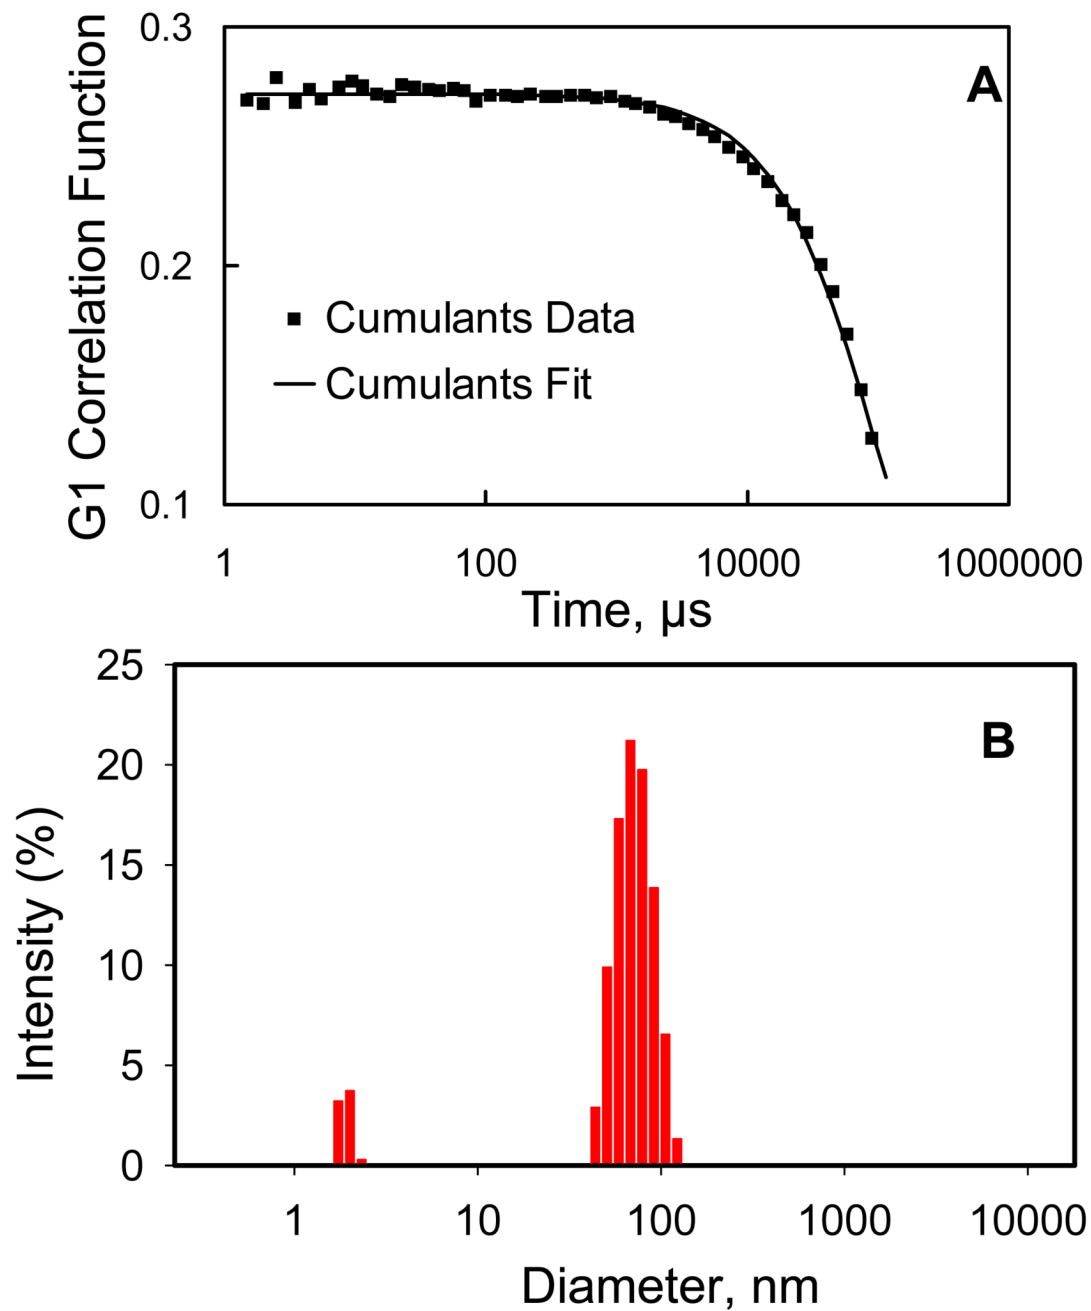 G1 Correlation Function
0.3
0.2
0.1
A
Cumulants Data
Cumulants Fit
1
100
10000
1000000
Time, µs
Intensity (%)
25
20
15
10
5
0
B
1
10
100
1000
10000
Diameter, nm